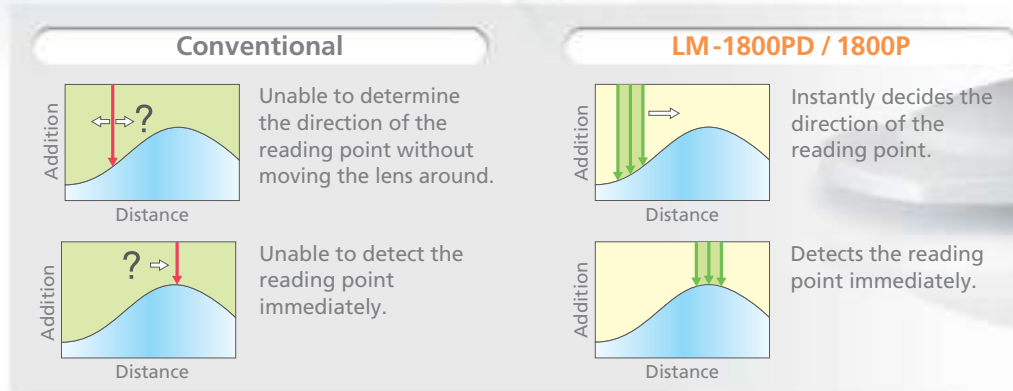 Conventional
Addition
?
Distance
Unable to determine
the direction of the
reading point without
moving the lens around.
Addition
?
Distance
Unable to detect the
reading point
immediately.
LM-1800PD / 1800P
Addition
Distance
Instantly decides the
direction of the
reading point.
Addition
Distance
Detects the reading
point immediately.